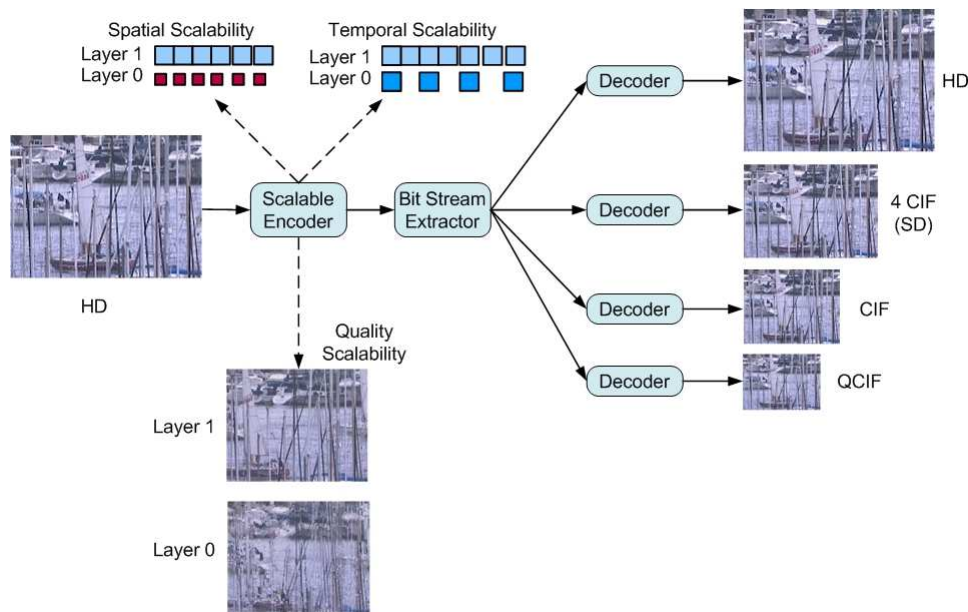 Spatial Scalability
Layer 1
Layer 0
Temporal Scalability
Layer 1
Layer 0
HD
Scalable
Encoder
Bit Stream
Extractor
Decoder
HD
Decoder
4 CIF
(SD)
Decoder
CIF
Decoder
QCIF
Quality
Scalability
Layer 1
Layer 0